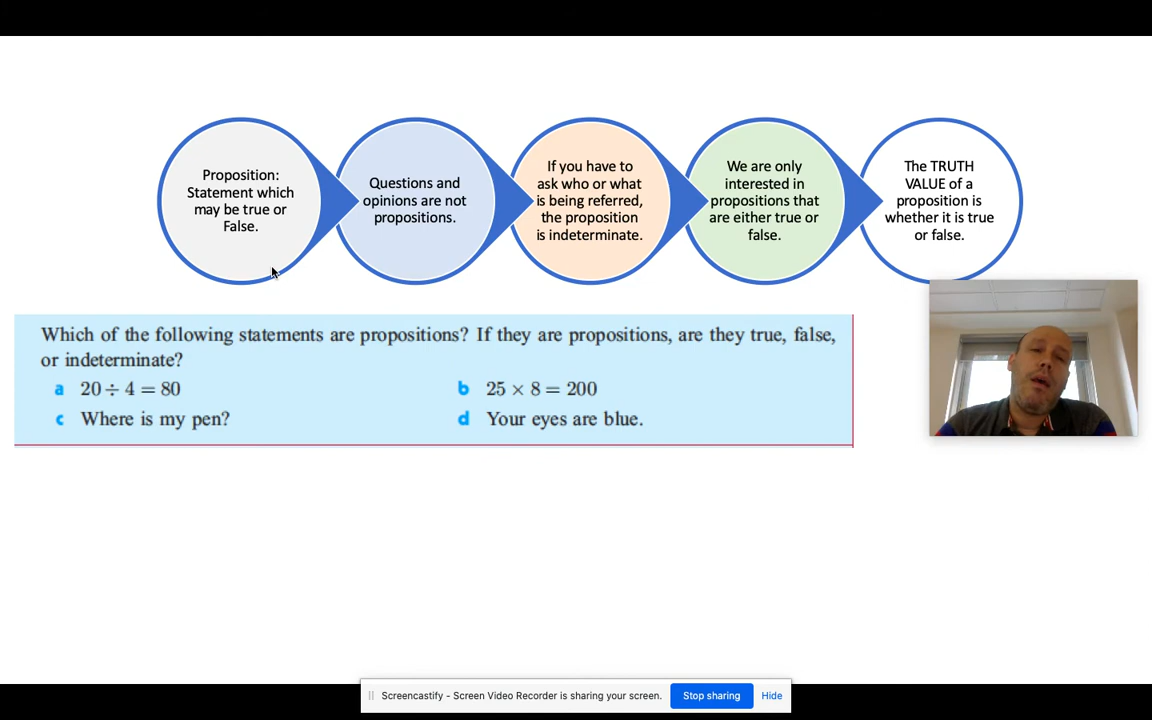 Proposition:
Statement which
may be true or
False.
Questions and
opinions are not
propositions.
If you have to
ask who or what
is being referred,
the proposition
is indeterminate.
We are only
interested in
propositions that
are either true or
false.
The TRUTH
VALUE of a
proposition is
whether it is true
or false.
Which of the following statements are propositions? If they are propositions, are they true, false,
or indeterminate?
a 20 ÷ 4 = 80
b 25 × 8 = 200
c Where is my pen?
d Your eyes are blue.
Screencastify - Screen Video Recorder is sharing your screen.
Stop sharing
Hide